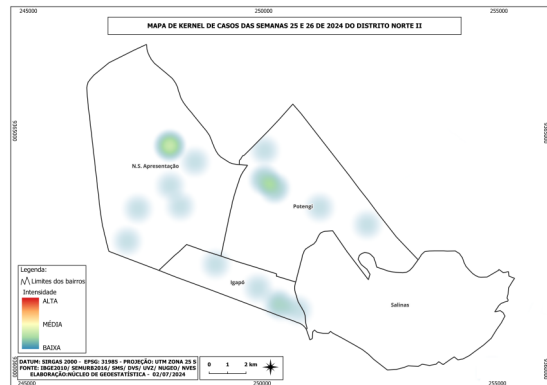 245000
250000
255000
MAPA DE KERNEL DE CASOS DAS SEMANAS 25 E 26 DE 2024 DO DISTRITO NORTE II
9365000
N.S. Apresentação
Potengi
Igapó
Salinas
Legenda:
Limites dos bairros
Intensidade
ALTA
MÉDIA
BAIXA
DATUM: SIRGAS 2000 - EPSG: 31985 - PROJEÇÃO: UTM ZONA 25 S
FONTE: IBGE2010/ SEMURB2016/ SMS/ DVS/ UVZ/ NUGEO/ NVES
ELABORAÇÃO:NÚCLEO DE GEOESTATÍSTICA - 02/07/2024
0 1 2 km
245000
250000
255000